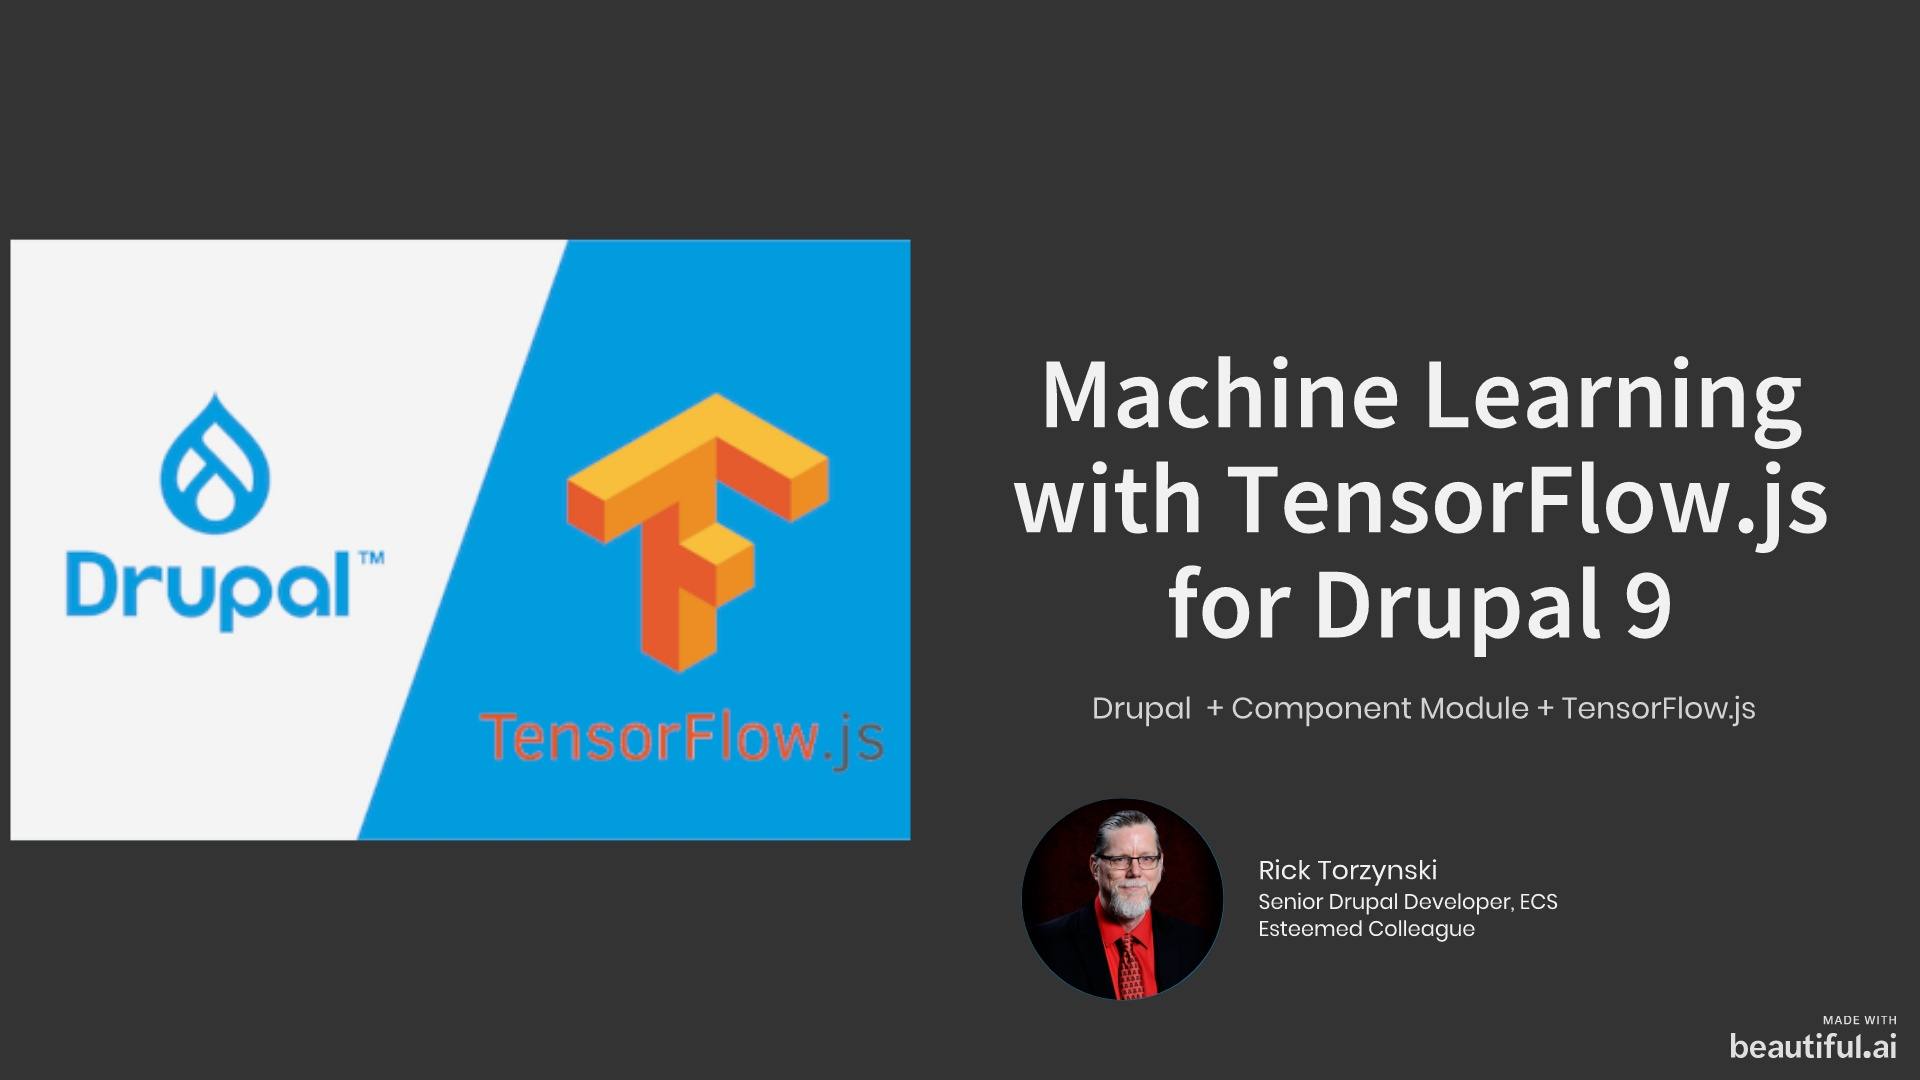 Drupal™
TensorFlow.js
Machine Learning
with TensorFlow.js
for Drupal 9
Drupal + Component Module + TensorFlow.js
Rick Torzynski
Senior Drupal Developer, ECS
Esteemed Colleague
MADE WITH
beautiful.ai